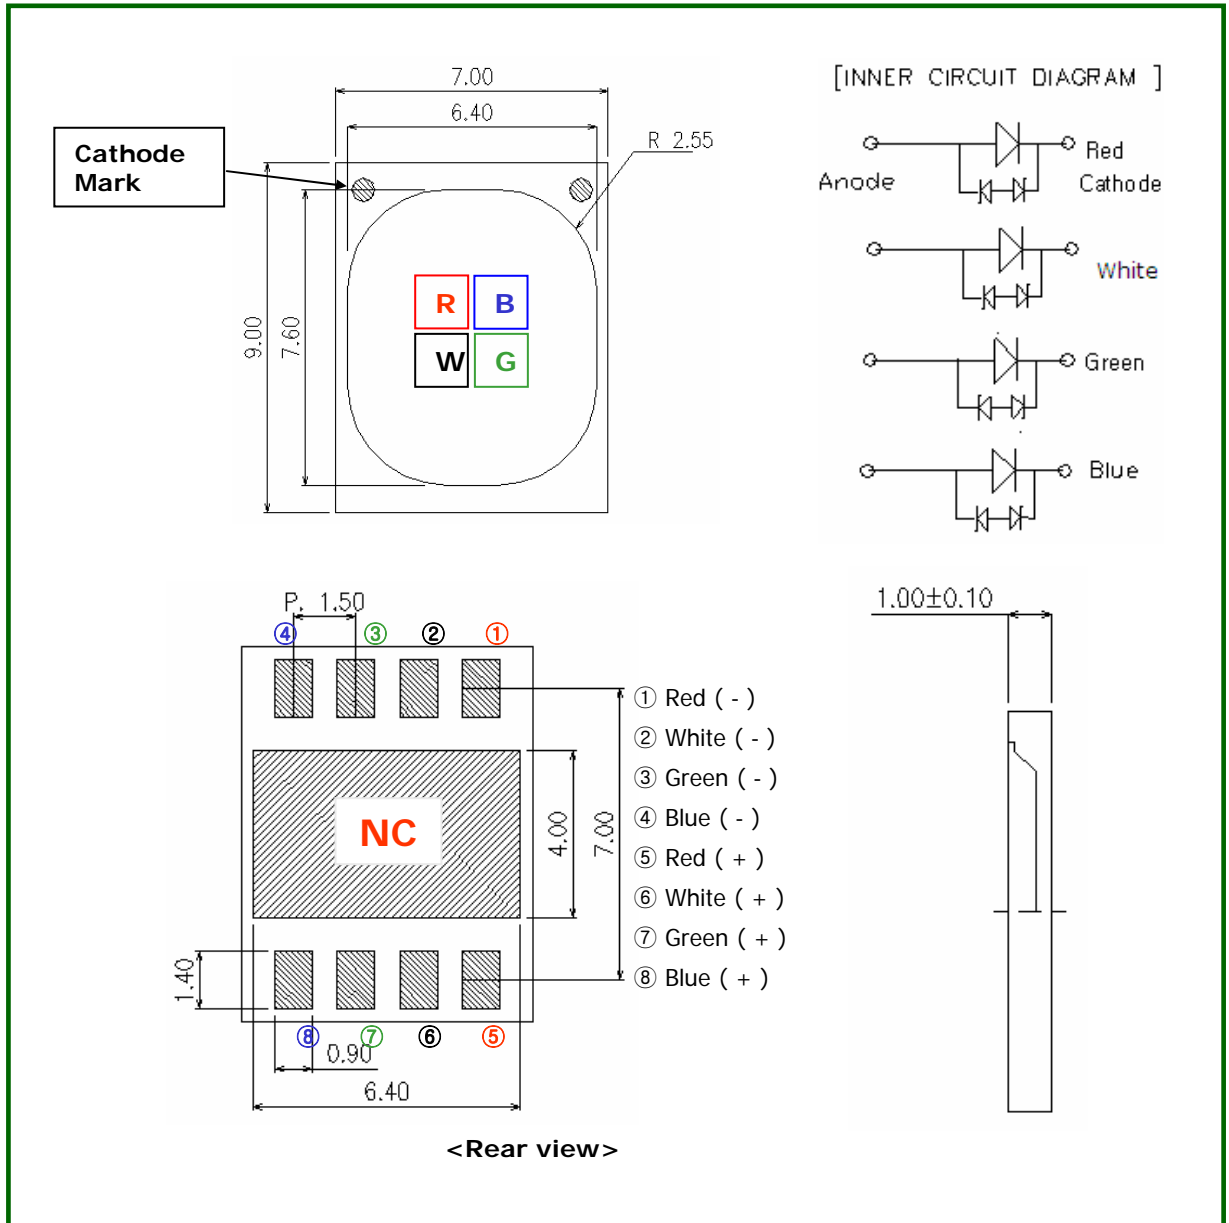 7.00
6.40
R 2.55
Cathode
Mark
9.00
7.60
R B
W G
[INNER CIRCUIT DIAGRAM ]
Anode
Red
Cathode
White
Green
Blue
P. 1.50
④ ③ ② ①
NC
4.00
7.00
1.40
⑧ ⑦ ⑥ ⑤
0.90
6.40
① Red ( - )
② White ( - )
③ Green ( - )
④ Blue ( - )
⑤ Red ( + )
⑥ White ( + )
⑦ Green ( + )
⑧ Blue ( + )
1.00±0.10
<Rear view>